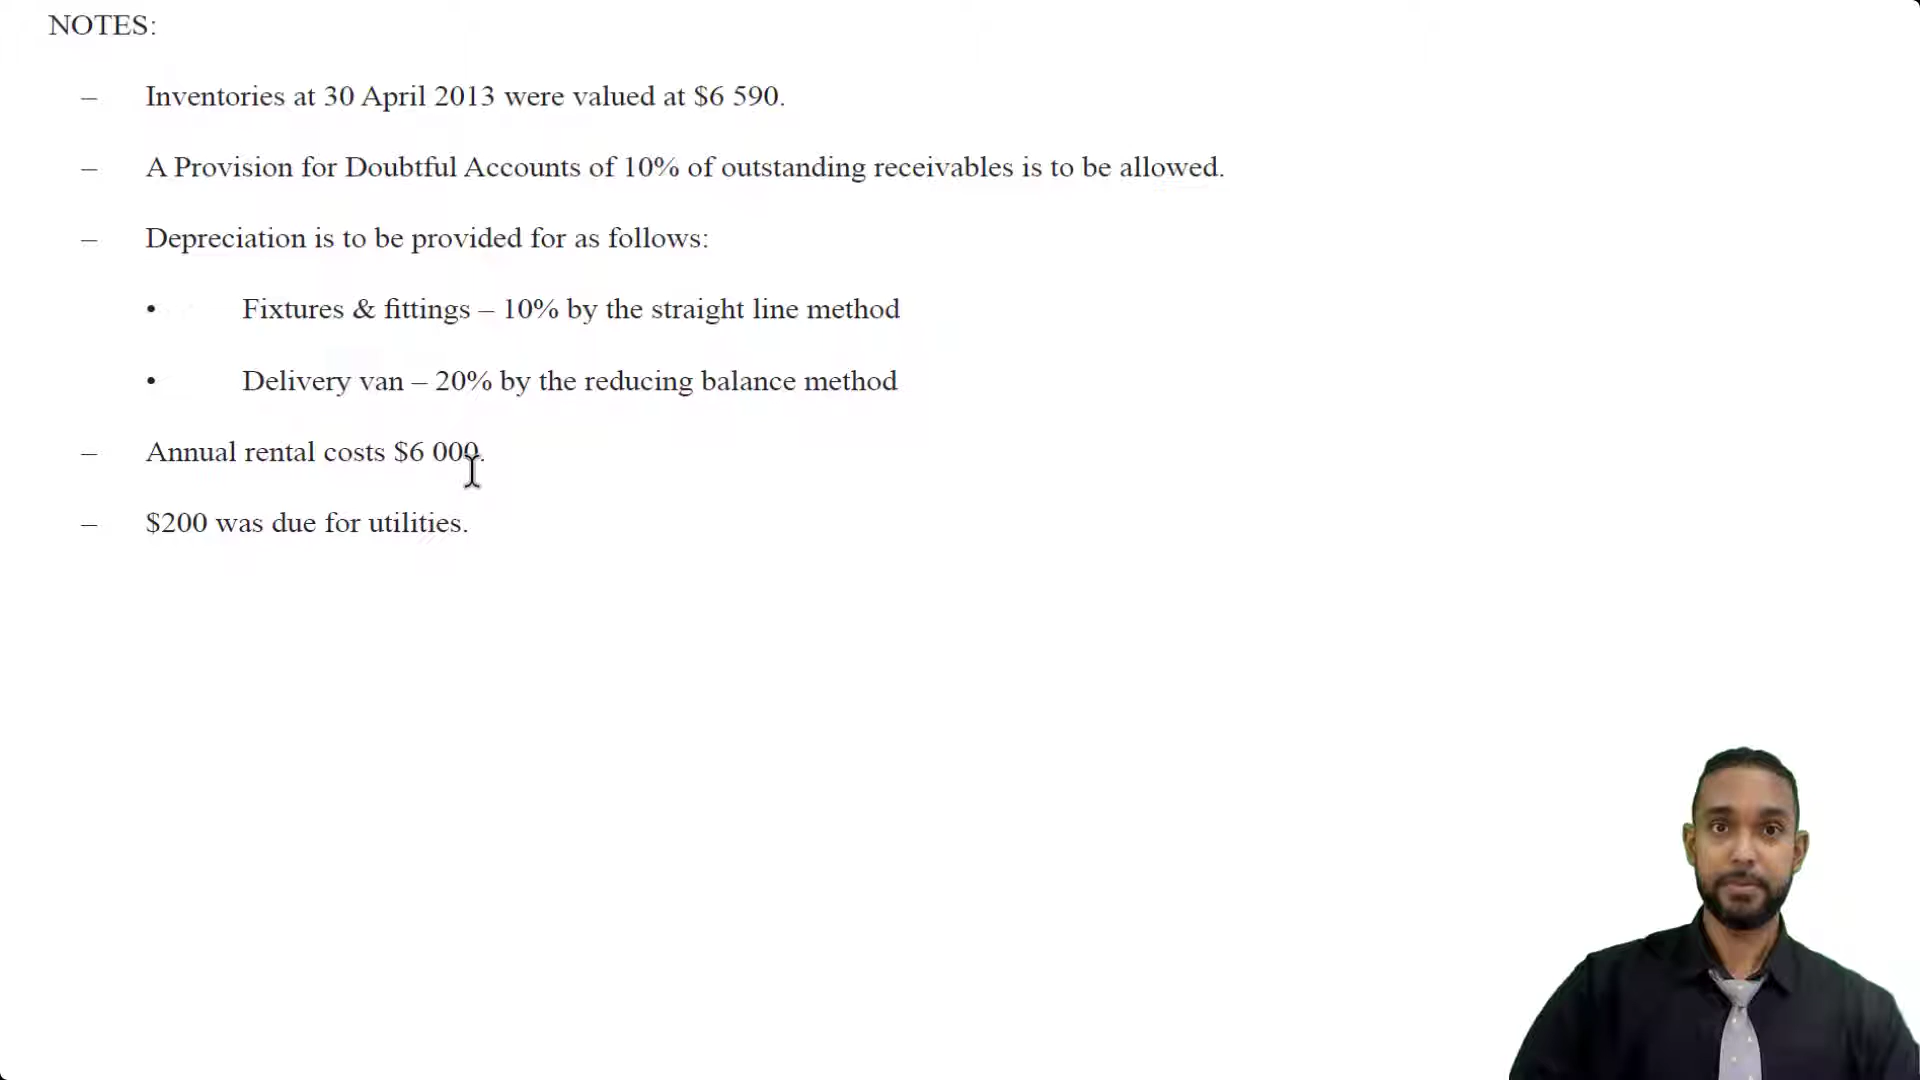 NOTES:
– Inventories at 30 April 2013 were valued at $6 590.
– A Provision for Doubtful Accounts of 10% of outstanding receivables is to be allowed.
– Depreciation is to be provided for as follows:
• Fixtures & fittings – 10% by the straight line method
• Delivery van – 20% by the reducing balance method
– Annual rental costs $6 000.
– $200 was due for utilities.